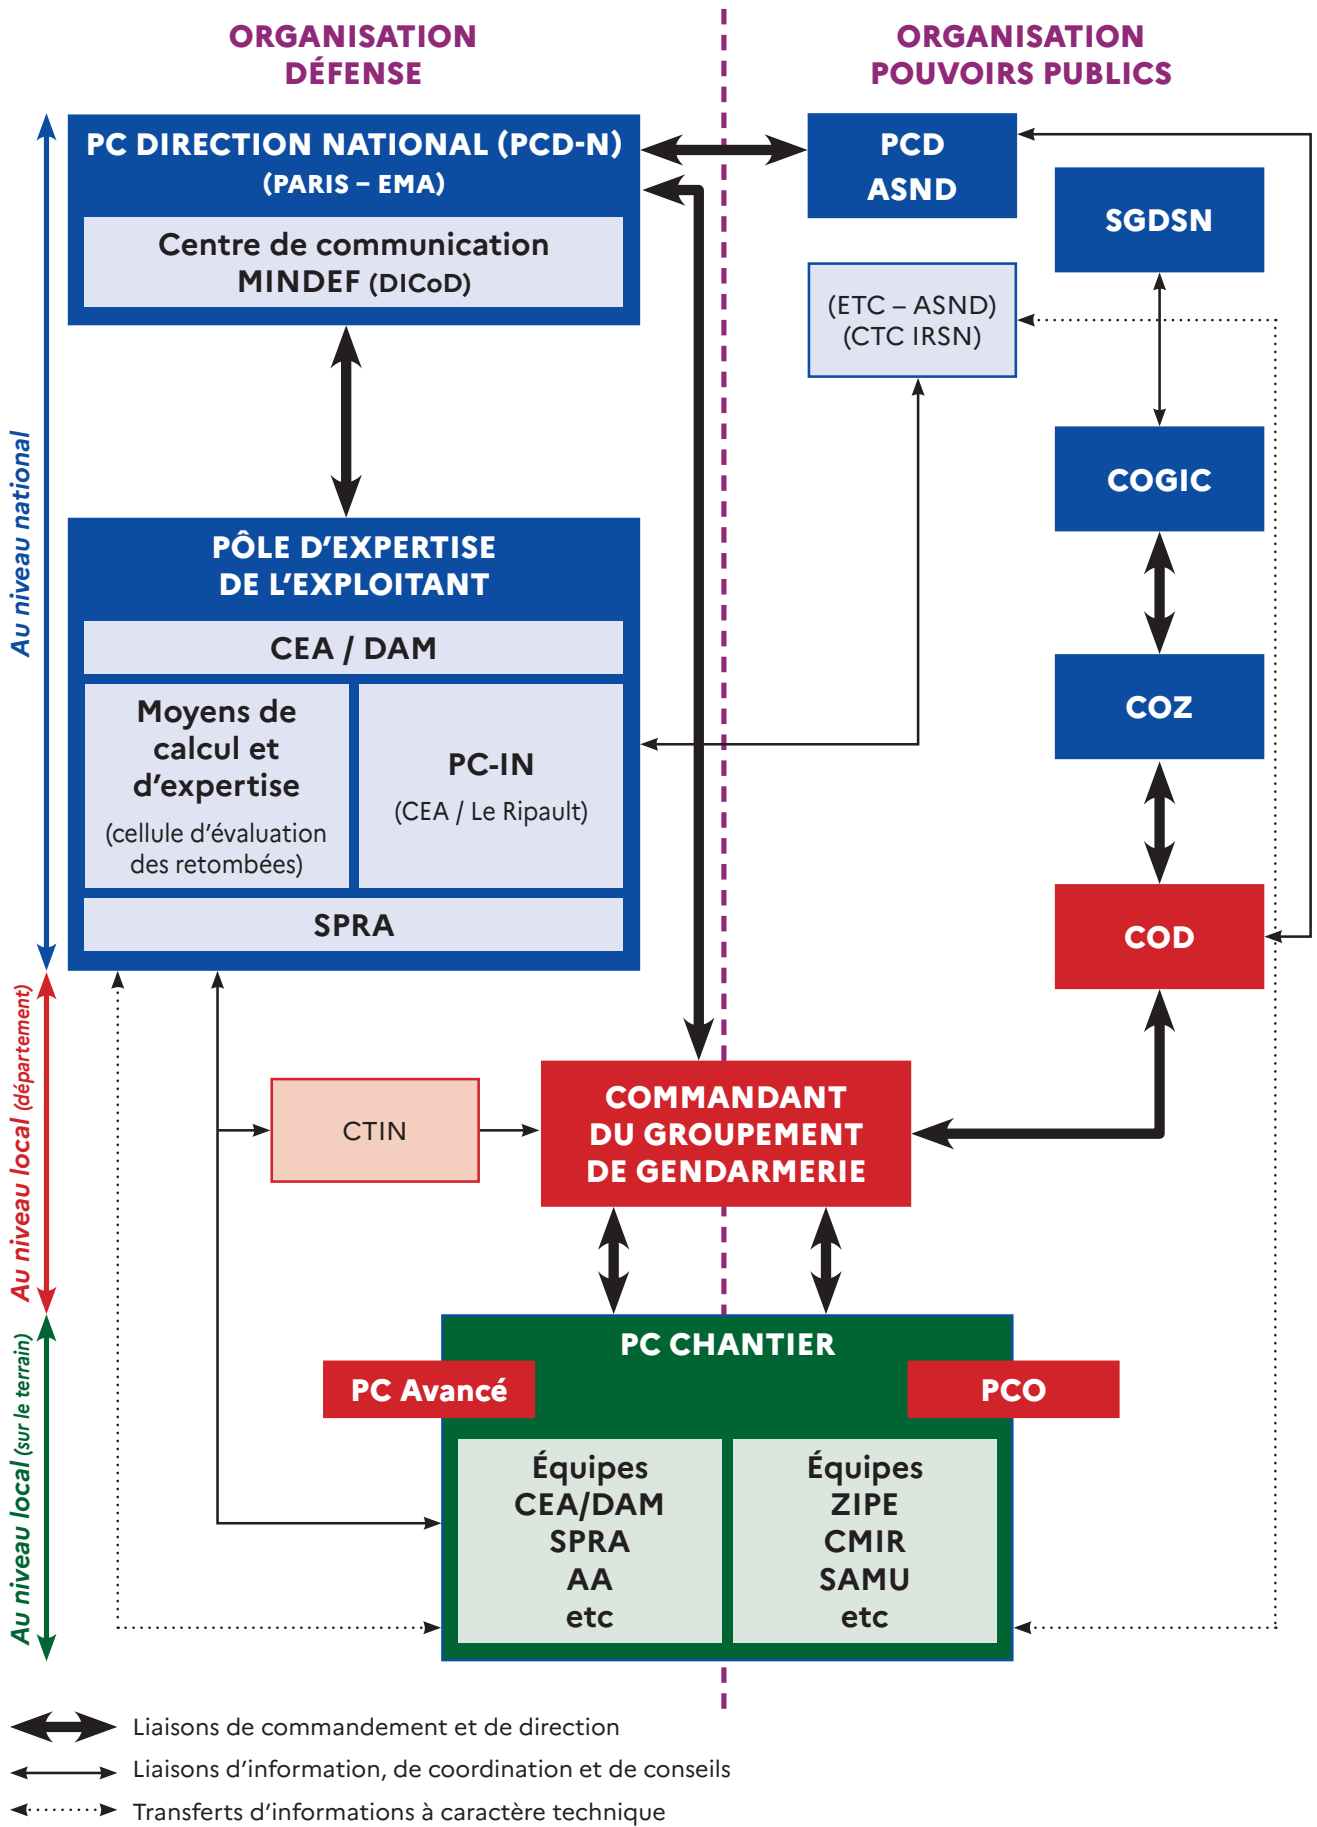 ORGANISATION
DÉFENSE
ORGANISATION
POUVOIRS PUBLICS
PC DIRECTION NATIONAL (PCD-N)
(PARIS – EMA)
Centre de communication
MINDEF (DICoD)
PCD
ASND
SGDSN
(ETC – ASND)
(CTC IRSN)
COGIC
Au niveau national
PÔLE D’EXPERTISE
DE L’EXPLOITANT
CEA / DAM
Moyens de
calcul et
d’expertise
(cellule d’évaluation
des retombées)
PC-IN
(CEA / Le Ripault)
SPRA
COZ
COD
Au niveau local (département)
CTIN
COMMANDANT
DU GROUPEMENT
DE GENDARMERIE
Au niveau local (sur le terrain)
PC CHANTIER
PC Avancé
PCO
Équipes
CEA/DAM
SPRA
AA
etc
Équipes
ZIPE
CMIR
SAMU
etc
Liaisons de commandement et de direction
Liaisons d’information, de coordination et de conseils
Transferts d’informations à caractère technique